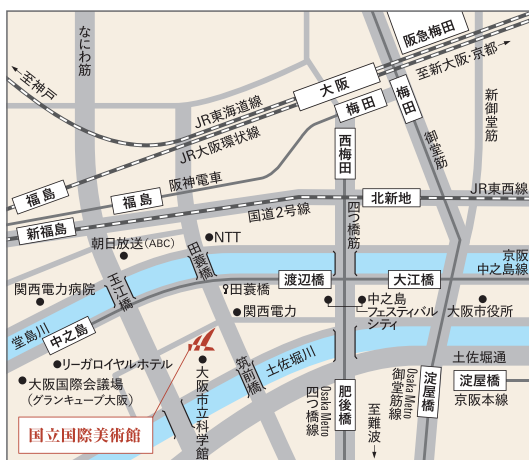 なにわ筋
阪急梅田
至新大阪・京都
至神戸
大阪
梅田
梅田
新御堂筋
JR東海道線
JR大阪環状線
西梅田
御堂筋
阪神電車
福島
福島
北新地
JR東西線
新福島
国道2号線
四つ橋筋
朝日放送(ABC)
NTT
田蓑橋
京阪
中之島線
玉江橋
渡辺橋
大江橋
関西電力病院
田蓑橋
中之島
フェスティバル
シティ
関西電力
大阪市役所
堂島川
中之島
土佐堀川
筑前橋
土佐堀通
リーガロイヤルホテル
大阪国際会議場
(グランキューブ大阪)
大阪市立科学館
肥後橋
Osaka Metro
四つ橋線
至難波
Osaka Metro
御堂筋線
淀屋橋
淀屋橋
京阪本線
国立国際美術館